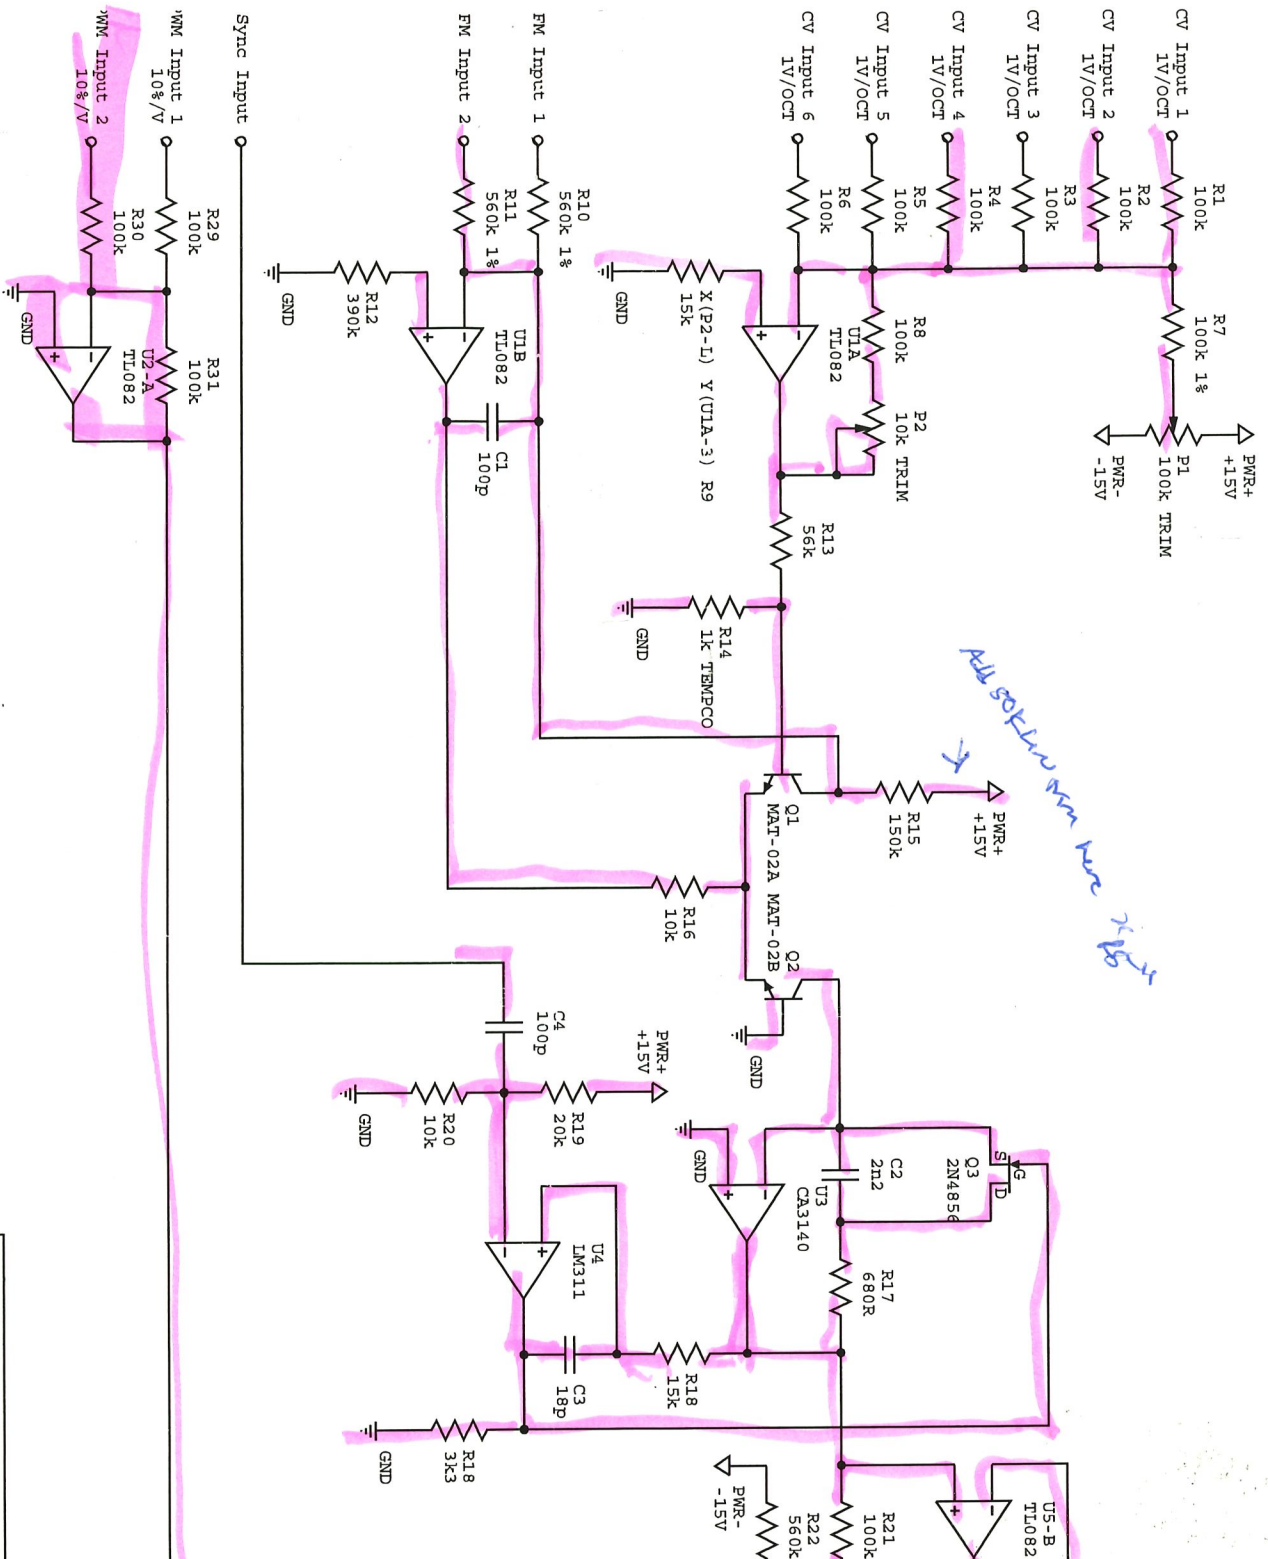 PWR+
+15V
CV Input 1
1V/OCT
R1
100k
R7
100k 1%
P1
100k TRIM
PWR-
-15V
CV Input 2
1V/OCT
R2
100k
CV Input 3
1V/OCT
R3
100k
CV Input 4
1V/OCT
R4
100k
CV Input 5
1V/OCT
R5
100k
CV Input 6
1V/OCT
R6
100k
R8
100k
P2
10k TRIM
U1A
TL082
-
+
X(P2-L) Y(U1A-3) R9
15k
GND
R13
56k
R14
1k TEMPCO
GND
Add 50K lin trim here
PWR+
+15V
R15
150k
Q1
MAT-02A
Q2
MAT-02B
GND
R16
10k
S
G
D
Q3
2N4856
C2
2n2
U3
CA3140
-
+
GND
R17
680R
R18
15k
U5-B
TL082
-
+
R21
100k
R22
560k
PWR-
-15V
FM Input 1
R10
560k 1%
FM Input 2
R11
560k 1%
U1B
TL082
-
+
C1
100p
R12
390k
GND
PWR+
+15V
R19
20k
C4
100p
R20
10k
GND
U4
LM311
+
-
C3
18p
R18
3k3
GND
Sync Input
PWM Input 1
10%/V
R29
100k
R31
100k
PWM Input 2
10%/V
R30
100k
U2-A
TL082
-
+
GND